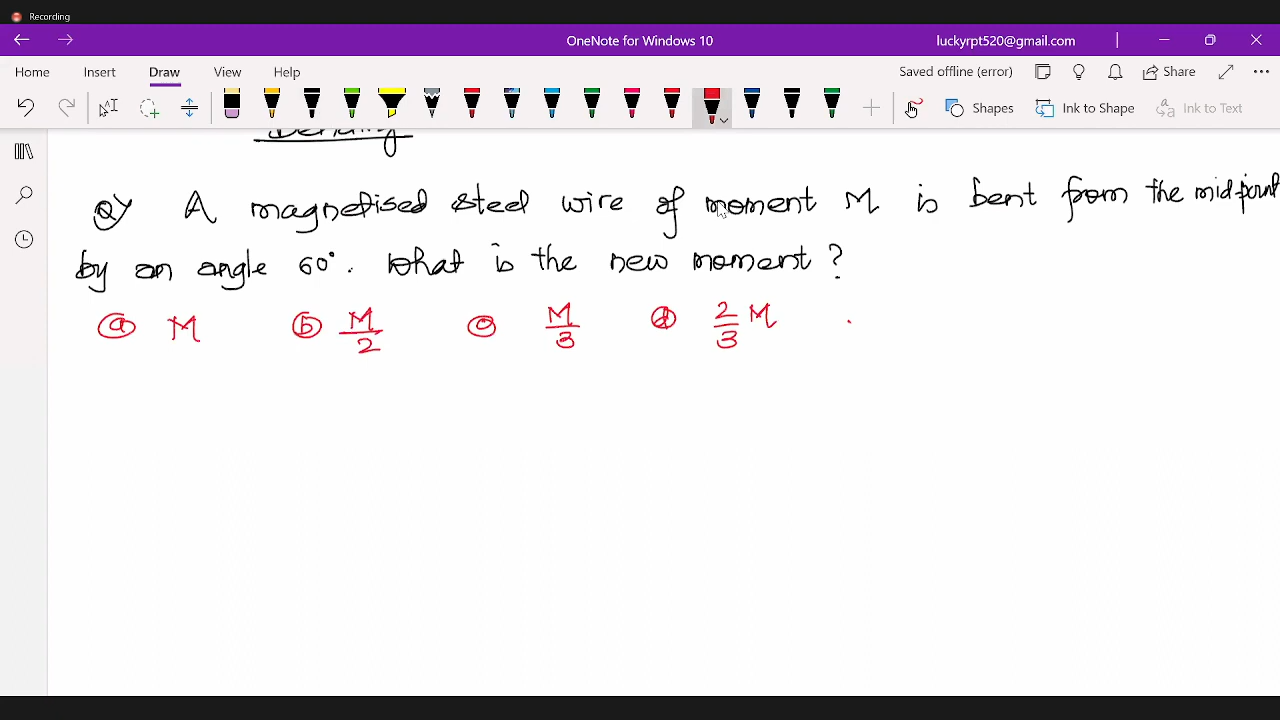 Recording
OneNote for Windows 10
luckyrpt520@gmail.com
Home Insert Draw View Help
Saved offline (error)
Share
Shapes
Ink to Shape
Ink to Text
Bending
Q) A magnetised steel wire of moment M is bent from the midpoint
by an angle 60°. What is the new moment?
(a) M (b) M/2 (c) M/3 (d) 2/3 M